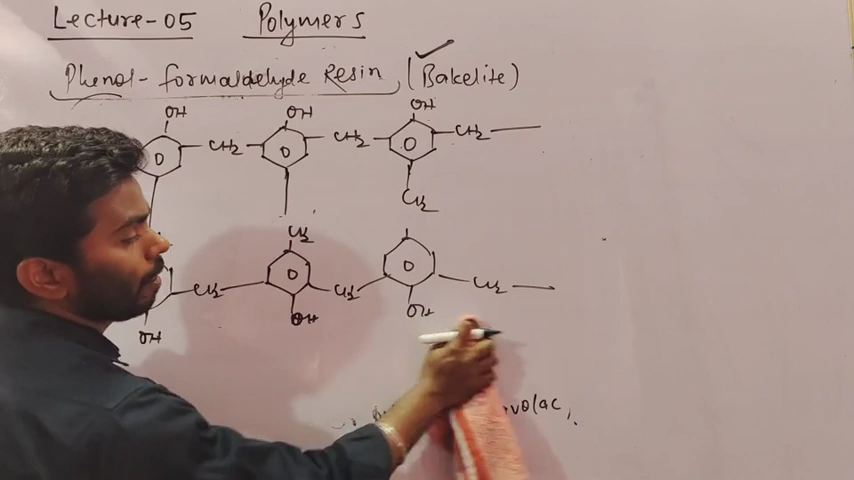 Lecture-05 Polymers
Phenol-formaldehyde Resin (Bakelite)
OH OH OH
CH2 CH2 CH2
CH2
CH2
CH2 CH2 CH2
OH OH OH